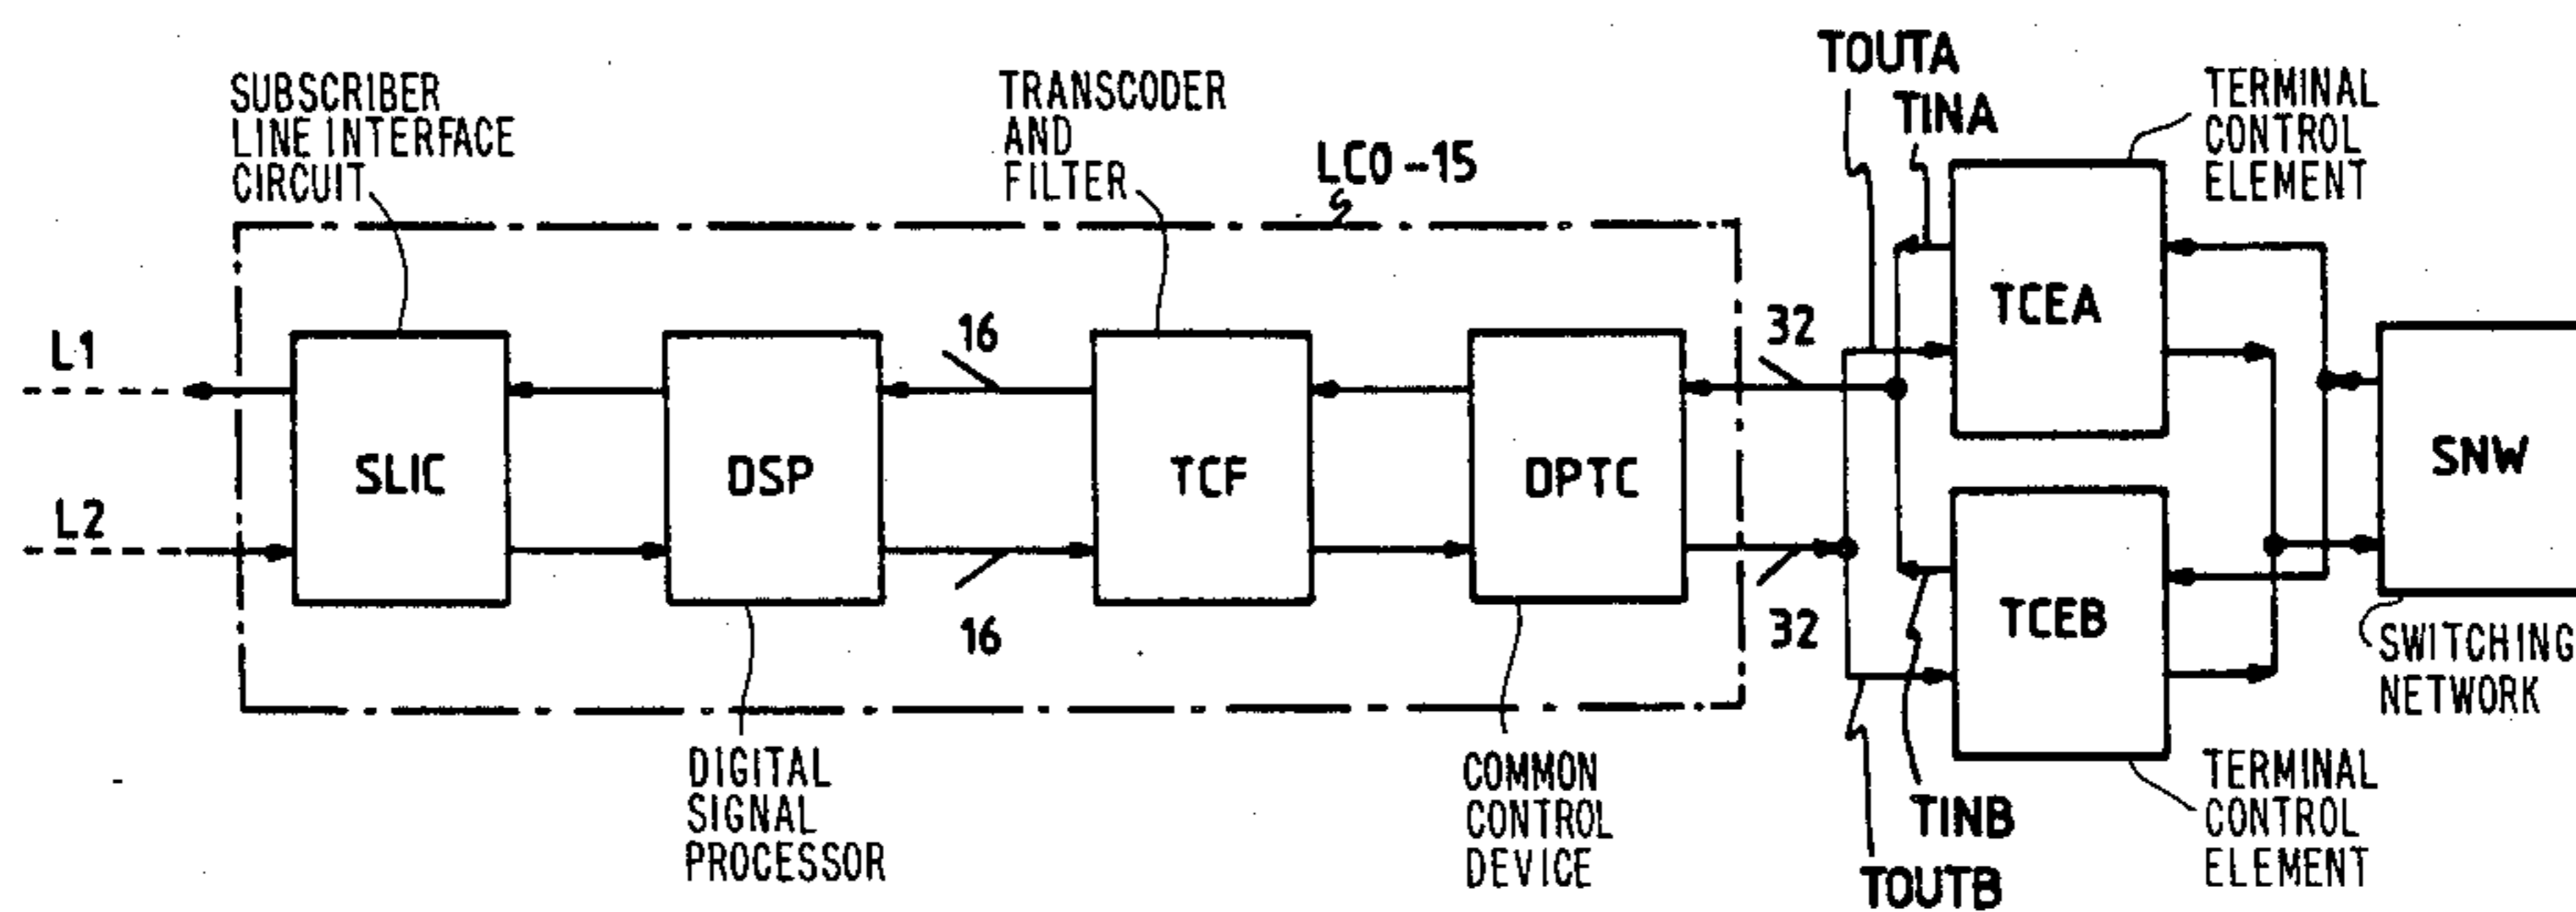 SUBSCRIBER
LINE INTERFACE
CIRCUIT
TRANSCODER
AND
FILTER
LC0-15
TOUTA
TINA
TERMINAL
CONTROL
ELEMENT
L1
L2
SLIC
DSP
16
16
TCF
DPTC
32
32
TCEA
TCEB
SNW
SWITCHING
NETWORK
DIGITAL
SIGNAL
PROCESSOR
COMMON
CONTROL
DEVICE
TINB
TOUTB
TERMINAL
CONTROL
ELEMENT